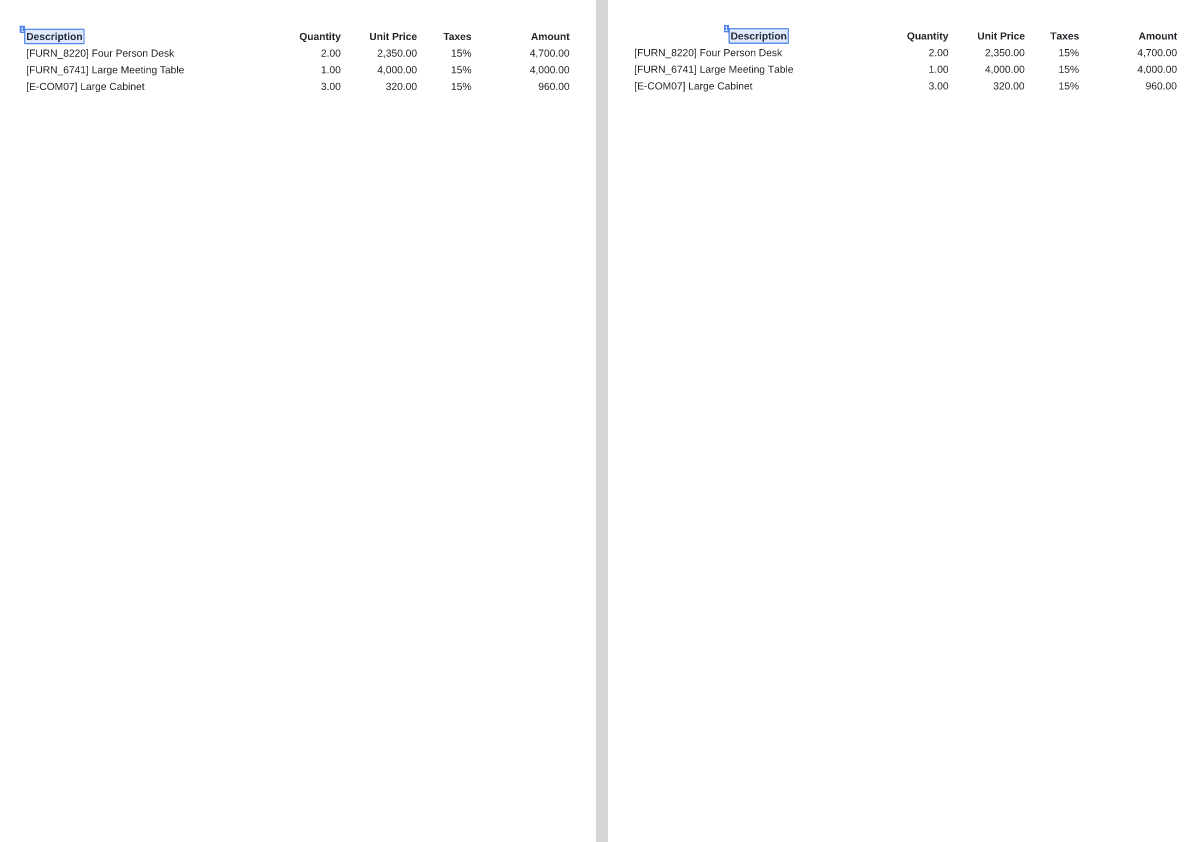 Description Quantity Unit Price Taxes Amount
[FURN_8220] Four Person Desk 2.00 2,350.00 15% 4,700.00
[FURN_6741] Large Meeting Table 1.00 4,000.00 15% 4,000.00
[E-COM07] Large Cabinet 3.00 320.00 15% 960.00
Description Quantity Unit Price Taxes Amount
[FURN_8220] Four Person Desk 2.00 2,350.00 15% 4,700.00
[FURN_6741] Large Meeting Table 1.00 4,000.00 15% 4,000.00
[E-COM07] Large Cabinet 3.00 320.00 15% 960.00